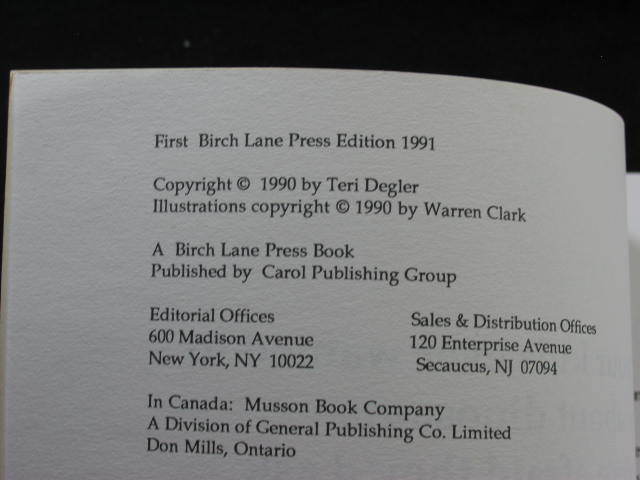 First Birch Lane Press Edition 1991
Copyright © 1990 by Teri Degler
Illustrations copyright © 1990 by Warren Clark
A Birch Lane Press Book
Published by Carol Publishing Group
Editorial Offices
600 Madison Avenue
New York, NY 10022
Sales & Distribution Offices
120 Enterprise Avenue
Secaucus, NJ 07094
In Canada: Musson Book Company
A Division of General Publishing Co. Limited
Don Mills, Ontario